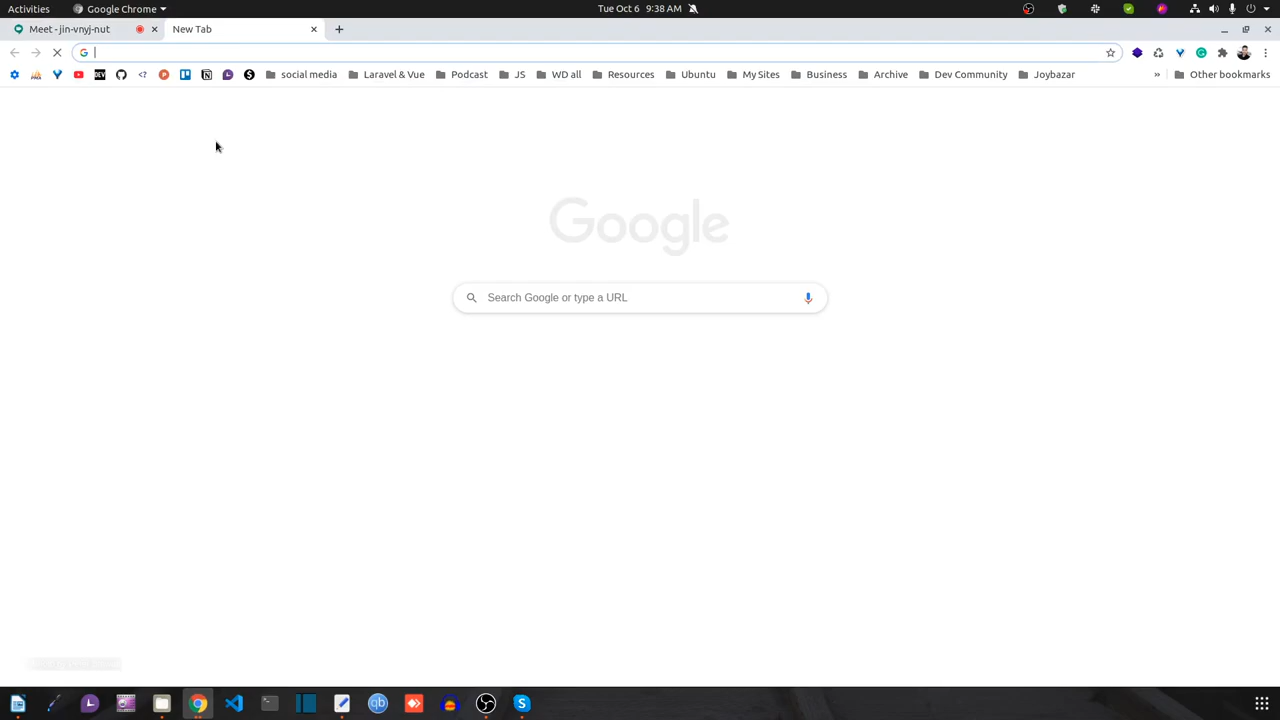 Activities Google Chrome Tue Oct 6 9:38 AM
Meet - jin-vnyj-nut New Tab
DEV <? social media Laravel & Vue Podcast JS WD all Resources Ubuntu My Sites Business Archive Dev Community Joybazar » Other bookmarks
Google
Search Google or type a URL